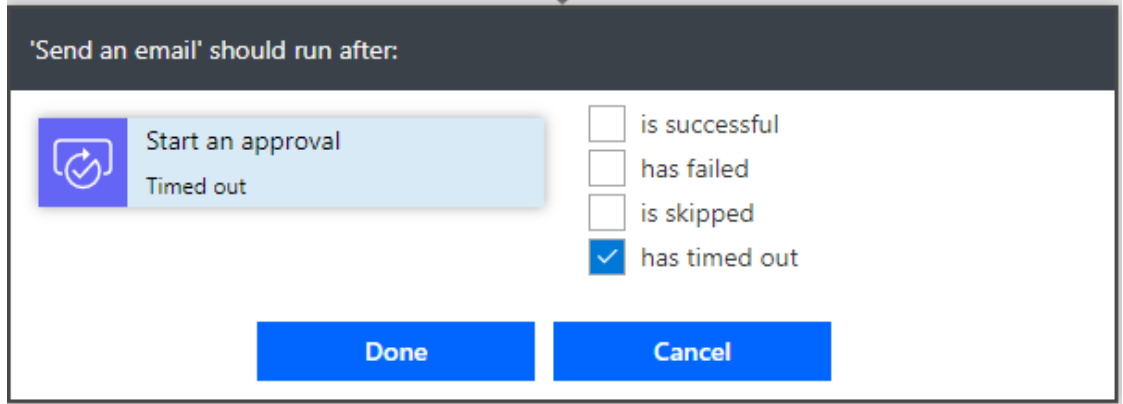 'Send an email' should run after:
Start an approval
Timed out
is successful
has failed
is skipped
has timed out
Done
Cancel